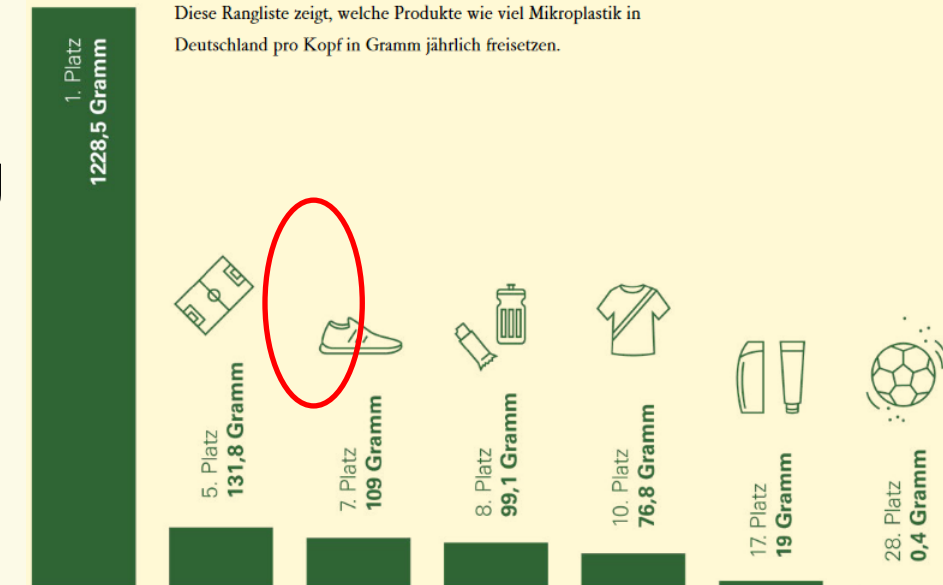 Diese Rangliste zeigt, welche Produkte wie viel Mikroplastik in
Deutschland pro Kopf in Gramm jährlich freisetzen.
1. Platz
1228,5 Gramm
5. Platz
131,8 Gramm
7. Platz
109 Gramm
8. Platz
99,1 Gramm
10. Platz
76,8 Gramm
17. Platz
19 Gramm
28. Platz
0,4 Gramm